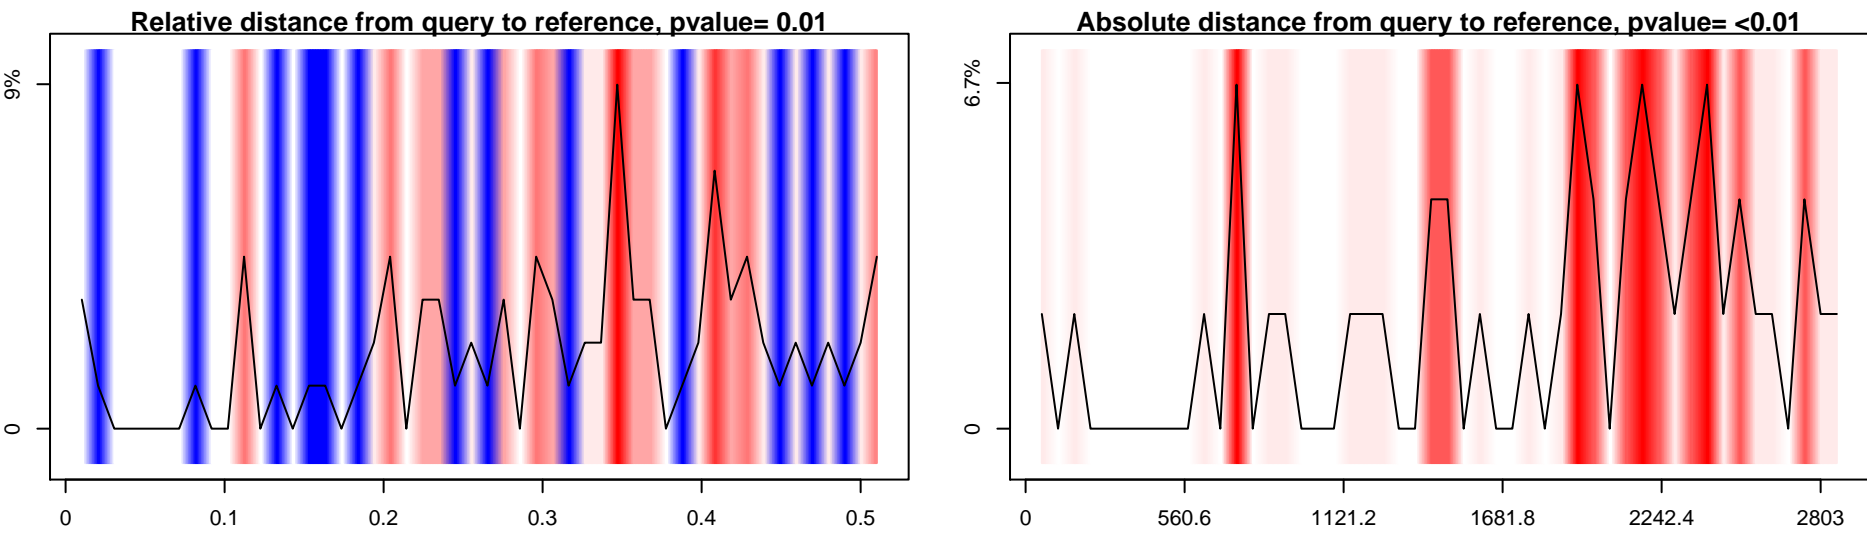 Relative distance from query to reference, pvalue= 0.01
9%
0
0 0.1 0.2 0.3 0.4 0.5
Absolute distance from query to reference, pvalue= <0.01
6.7%
0
0 560.6 1121.2 1681.8 2242.4 2803